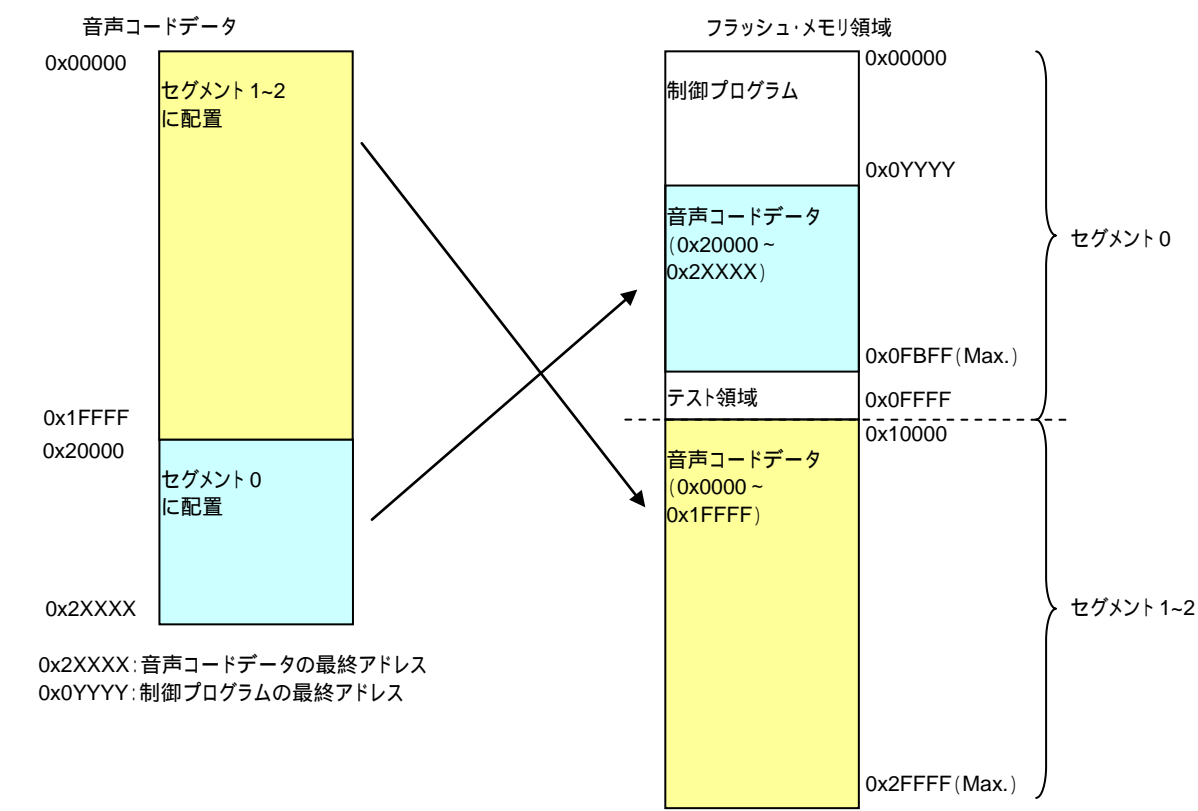 音声コードデータ
0x00000
セグメント 1~2
に配置
0x1FFFF
0x20000
セグメント 0
に配置
0x2XXXX
0x2XXXX:音声コードデータの最終アドレス
0x0YYYY:制御プログラムの最終アドレス
フラッシュ・メモリ領域
0x00000
制御プログラム
0x0YYYY
音声コードデータ
(0x20000 ~
0x2XXXX)
セグメント 0
0x0FBFF(Max.)
テスト領域
0x0FFFF
0x10000
音声コードデータ
(0x0000 ~
0x1FFFF)
セグメント 1~2
0x2FFFF(Max.)